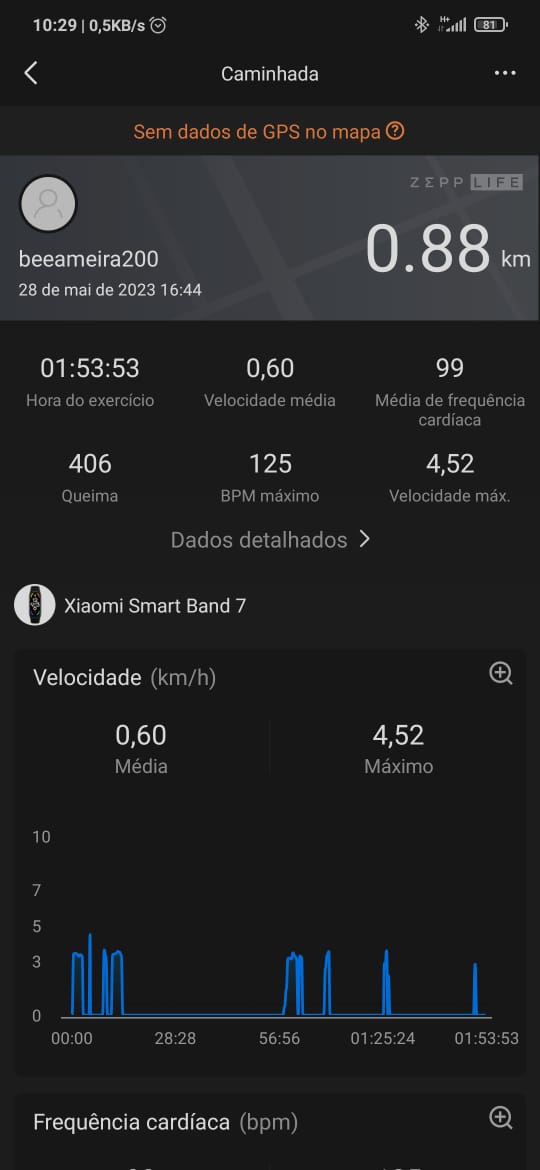 10:29 | 0,5KB/s
H+
81
Caminhada
Sem dados de GPS no mapa
ZEPP LIFE
0.88 km
beeameira200
28 de mai de 2023 16:44
01:53:53 0,60 99
Hora do exercício Velocidade média Média de frequência
cardíaca
406 125 4,52
Queima BPM máximo Velocidade máx.
Dados detalhados
Xiaomi Smart Band 7
Velocidade (km/h)
0,60 4,52
Média Máximo
10
7
5
3
0
00:00 28:28 56:56 01:25:24 01:53:53
Frequência cardíaca (bpm)